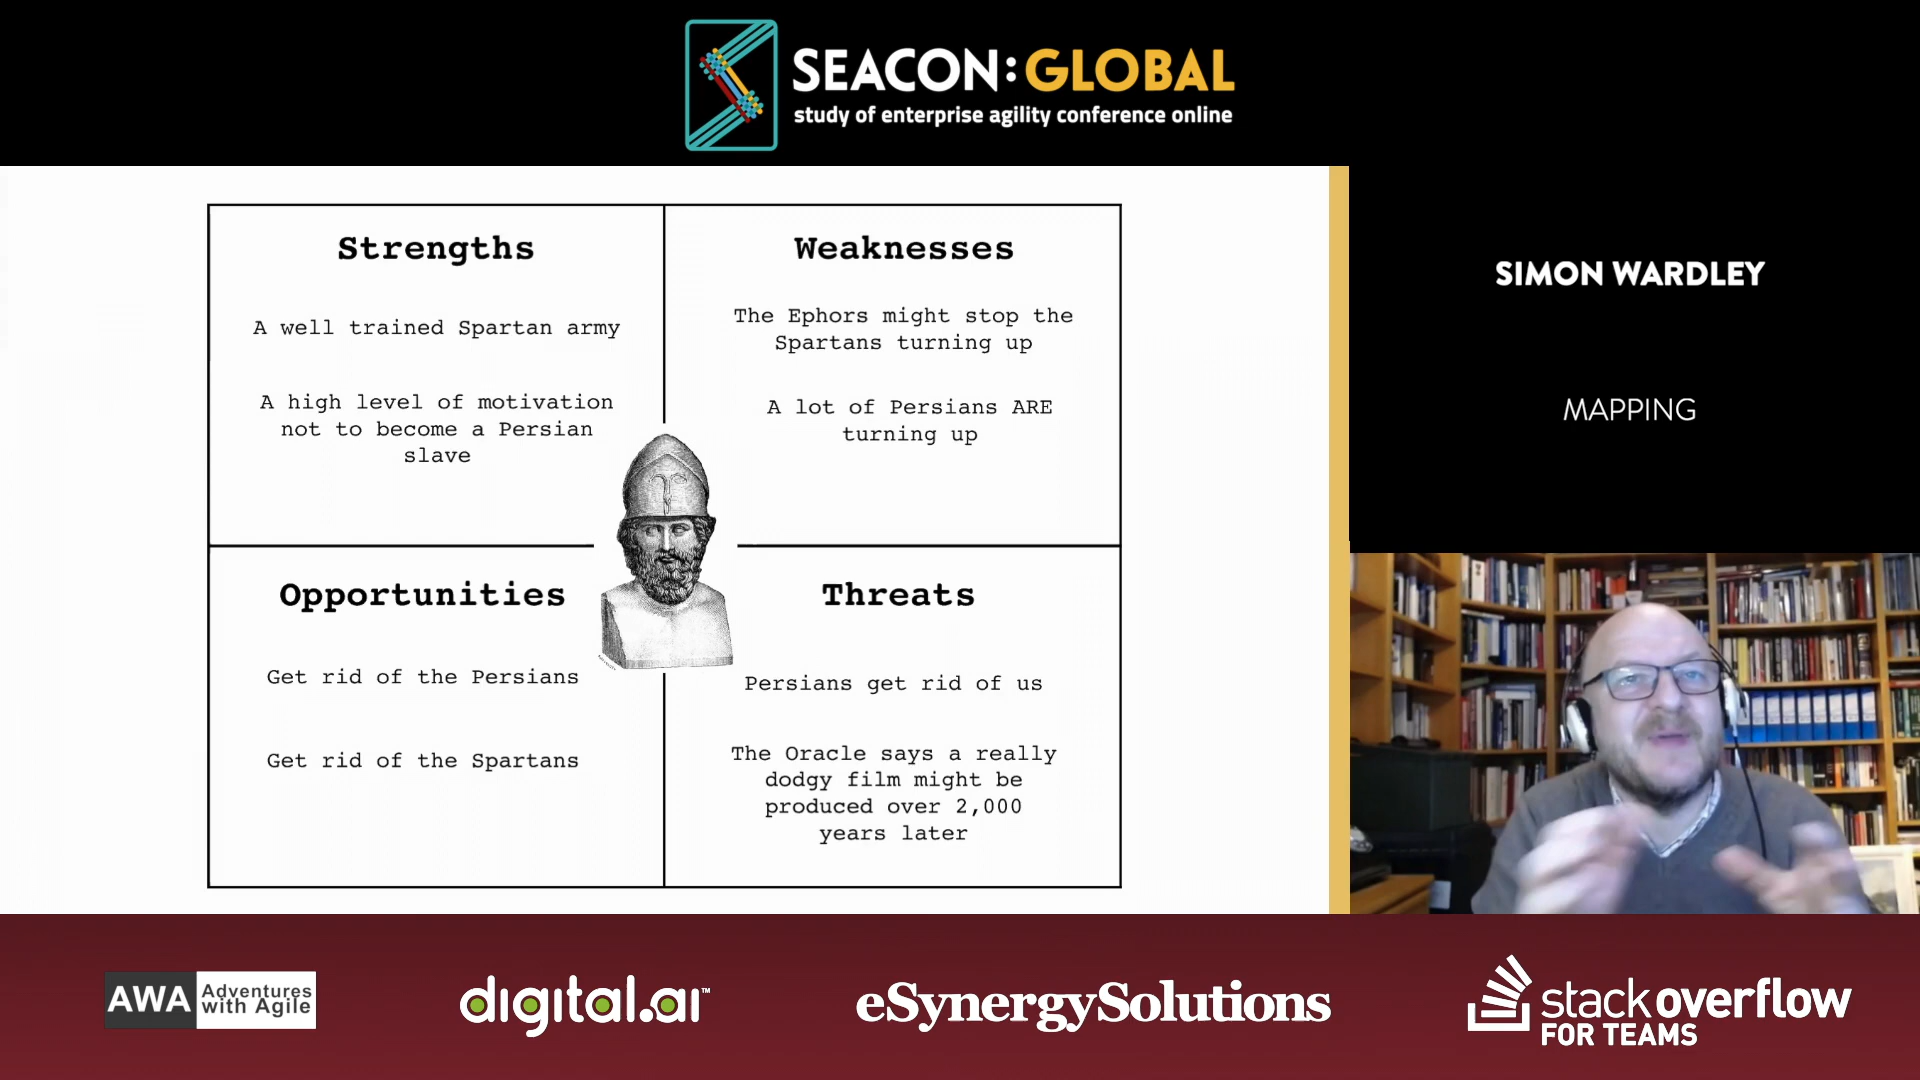 SEACON:GLOBAL
study of enterprise agility conference online
Strengths
A well trained Spartan army
A high level of motivation
not to become a Persian
slave
Weaknesses
The Ephors might stop the
Spartans turning up
A lot of Persians ARE
turning up
Opportunities
Get rid of the Persians
Get rid of the Spartans
Threats
Persians get rid of us
The Oracle says a really
dodgy film might be
produced over 2,000
years later
SIMON WARDLEY
MAPPING
AWA Adventures
with Agile
digital.ai™
eSynergySolutions
stackoverflow
FOR TEAMS